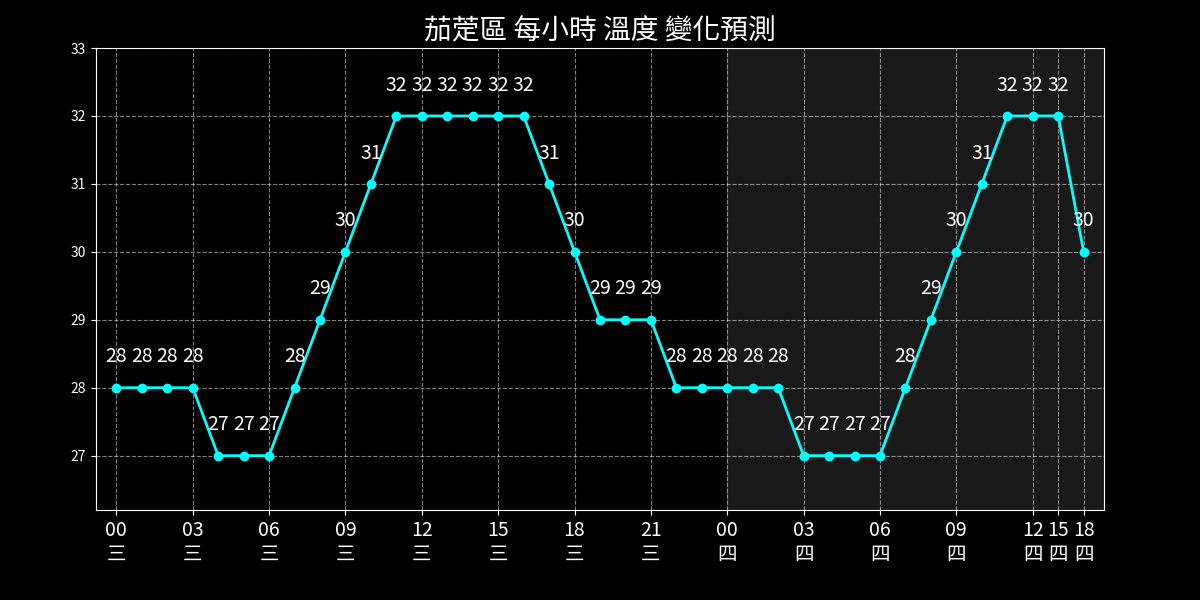 茄萣區 每小時 溫度 變化預測
33
32 32 32 32 32 32 32 32 32
32
31 31 31
31
30 30 30 30
30
29 29 29 29 29
29
28 28 28 28 28 28 28 28 28 28 28
28
27 27 27 27 27 27 27
27
00 03 06 09 12 15 18 21 00 03 06 09 12 15 18
三 三 三 三 三 三 三 三 四 四 四 四 四 四 四